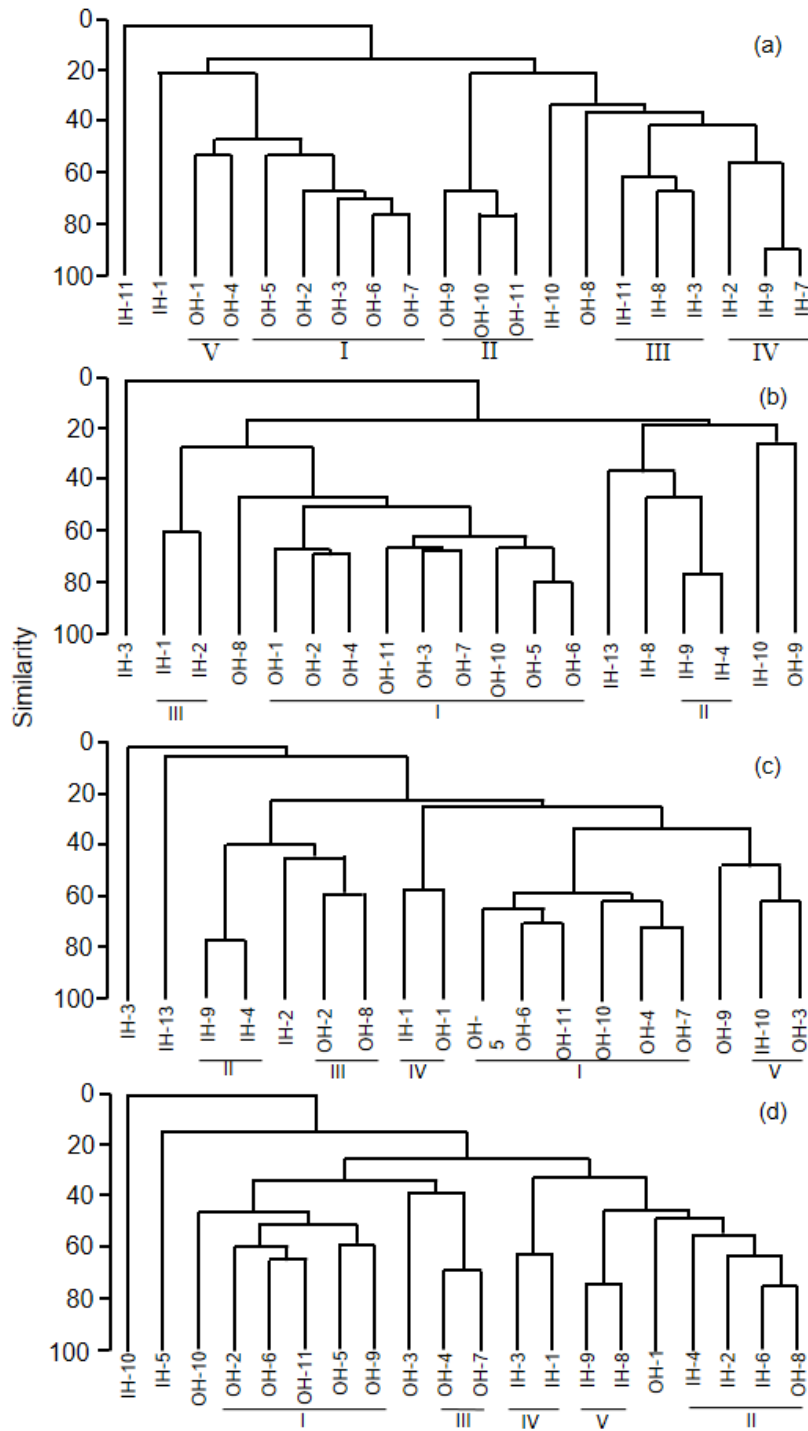 0
20
40
60
80
100
(a)
IH-11
IH-1
OH-1
OH-4
OH-5
OH-2
OH-3
OH-6
OH-7
OH-9
OH-10
OH-11
IH-10
OH-8
IH-11
IH-8
IH-3
IH-2
IH-9
IH-7
V
I
II
III
IV
0
20
40
60
80
100
(b)
IH-3
IH-1
IH-2
OH-8
OH-1
OH-2
OH-4
OH-11
OH-3
OH-7
OH-10
OH-5
OH-6
IH-13
IH-8
IH-9
IH-4
IH-10
OH-9
III
I
II
Similarity
0
20
40
60
80
100
(c)
IH-3
IH-13
IH-9
IH-4
IH-2
OH-2
OH-8
IH-1
OH-1
OH-
5
OH-6
OH-11
OH-10
OH-4
OH-7
OH-9
IH-10
OH-3
II
III
IV
I
V
0
20
40
60
80
100
(d)
IH-10
IH-5
OH-10
OH-2
OH-6
OH-11
OH-5
OH-9
OH-3
OH-4
OH-7
IH-3
IH-1
IH-9
IH-8
OH-1
IH-4
IH-2
IH-6
OH-8
I
III
IV
V
II